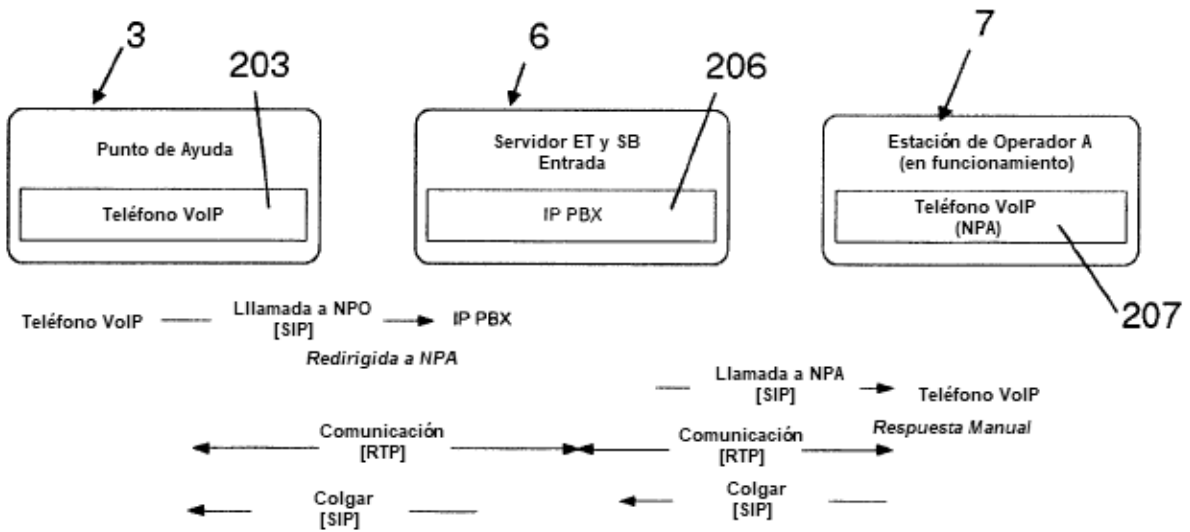 3
6
7
203
206
Punto de Ayuda
Teléfono VoIP
Servidor ET y SB
Entrada
IP PBX
Estación de Operador A
(en funcionamiento)
Teléfono VoIP
(NPA)
207
Teléfono VoIP
Lllamada a NPO
[SIP]
IP PBX
Redirigida a NPA
Llamada a NPA
[SIP]
Teléfono VoIP
Respuesta Manual
Comunicación
[RTP]
Comunicación
[RTP]
Colgar
[SIP]
Colgar
[SIP]